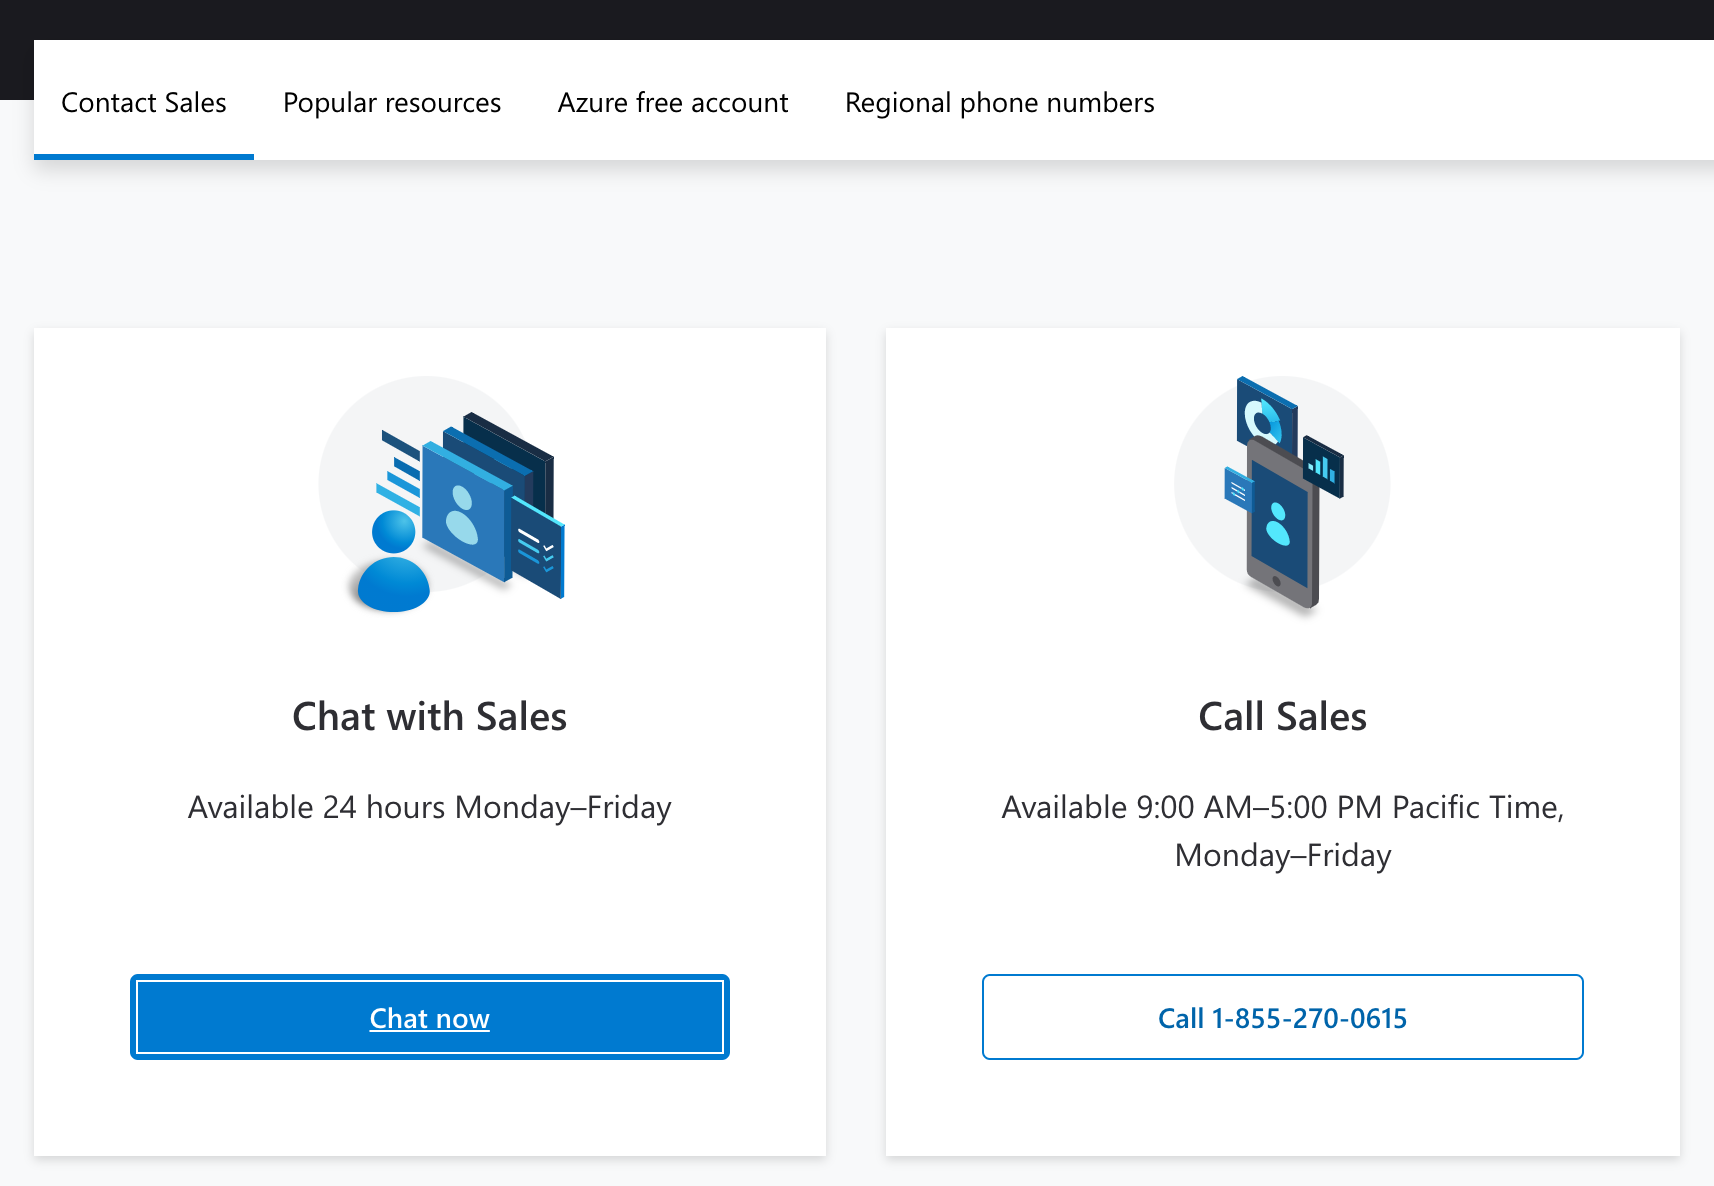 Contact Sales
Popular resources
Azure free account
Regional phone numbers
Chat with Sales
Available 24 hours Monday–Friday
Chat now
Call Sales
Available 9:00 AM–5:00 PM Pacific Time,
Monday–Friday
Call 1-855-270-0615